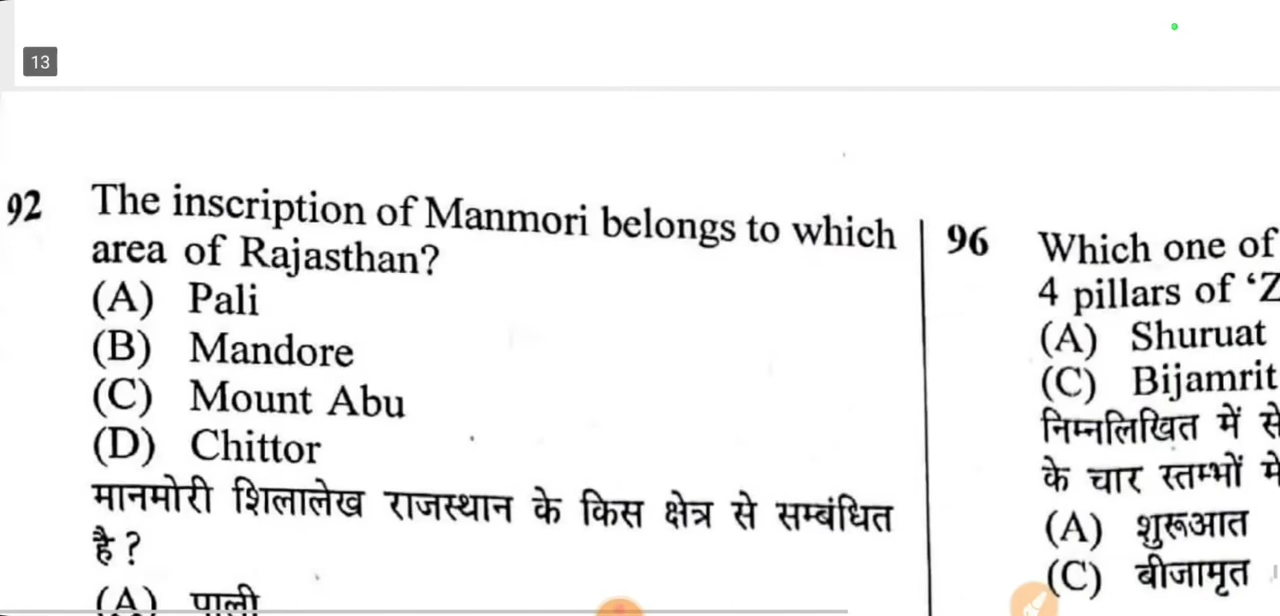 13
92 The inscription of Manmori belongs to which
area of Rajasthan?
(A) Pali
(B) Mandore
(C) Mount Abu
(D) Chittor
मानमोरी शिलालेख राजस्थान के किस क्षेत्र से सम्बंधित
है ?
(A) पाली
96 Which one of
4 pillars of ‘Z
(A) Shuruat
(C) Bijamrit
निम्नलिखित में से
के चार स्तम्भों में
(A) शुरूआत
(C) बीजामृत